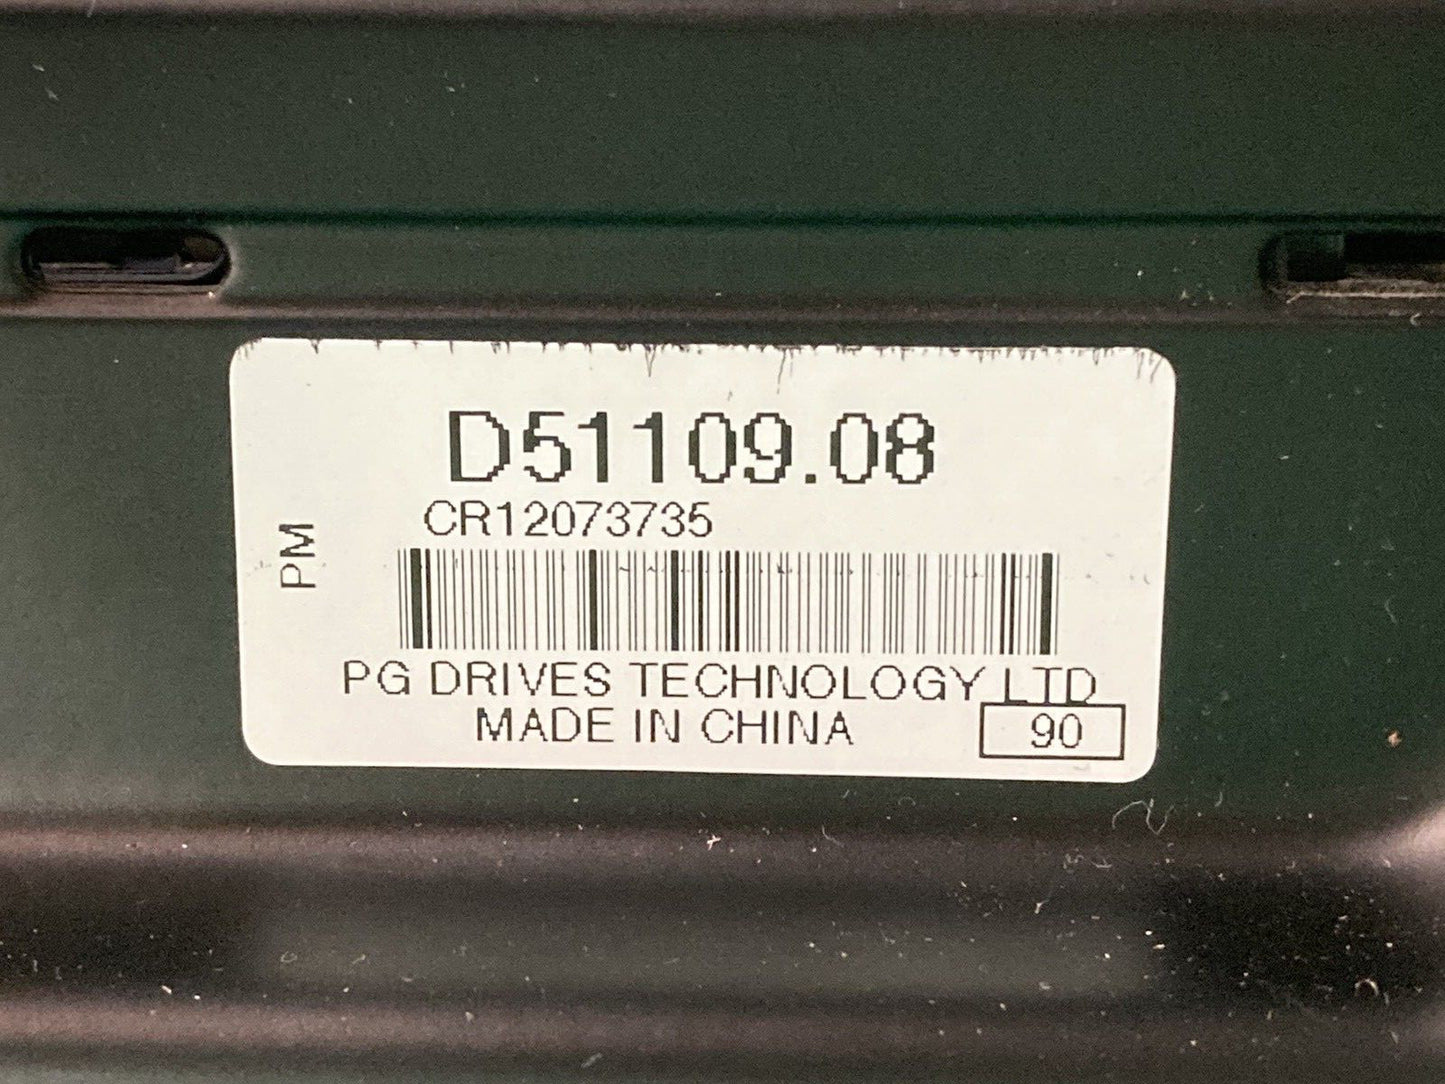 D51109.08
CR12073735
PM
PG DRIVES TECHNOLOGY LTD
MADE IN CHINA
90